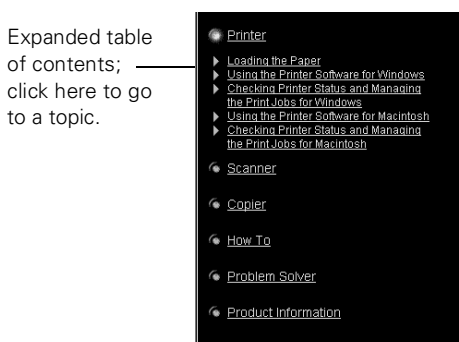 Expanded table
of contents;
click here to go
to a topic.
Printer
Loading the Paper
Using the Printer Software for Windows
Checking Printer Status and Managing
the Print Jobs for Windows
Using the Printer Software for Macintosh
Checking Printer Status and Managing
the Print Jobs for Macintosh
Scanner
Copier
How To
Problem Solver
Product Information